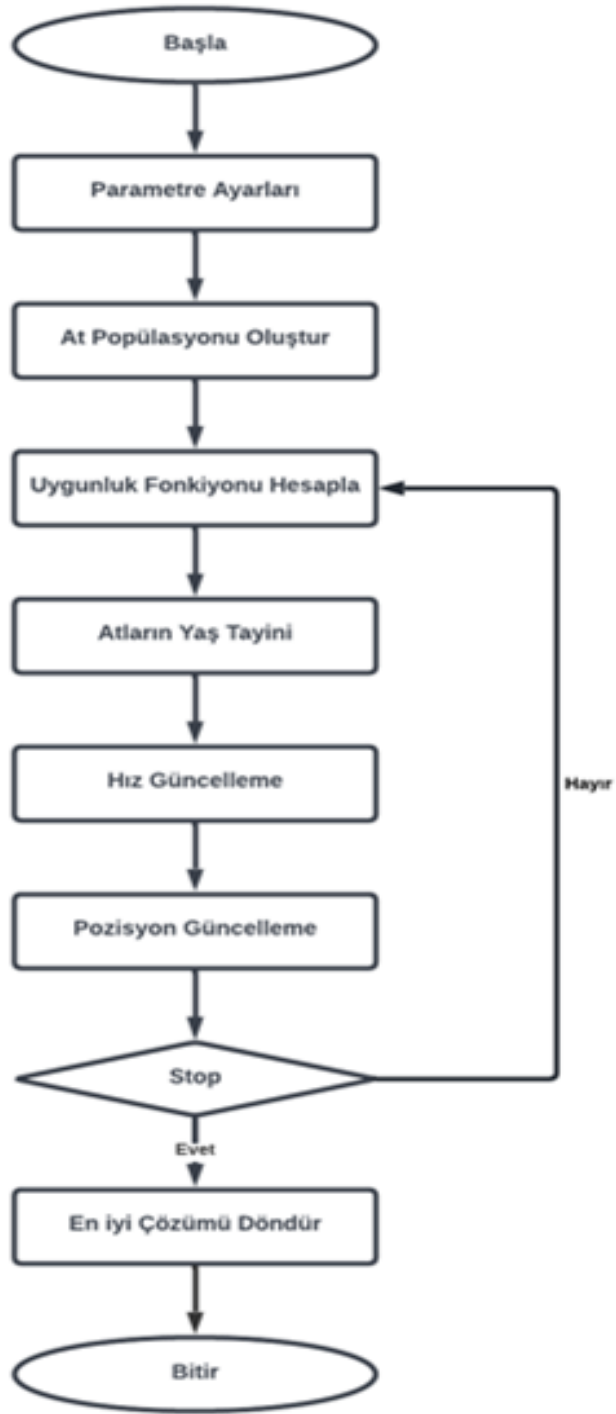 Başla
Parametre Ayarları
At Popülasyonu Oluştur
Uygunluk Fonkiyonu Hesapla
Atların Yaş Tayini
Hız Güncelleme
Hayır
Pozisyon Güncelleme
Stop
Evet
En iyi Çözümü Döndür
Bitir